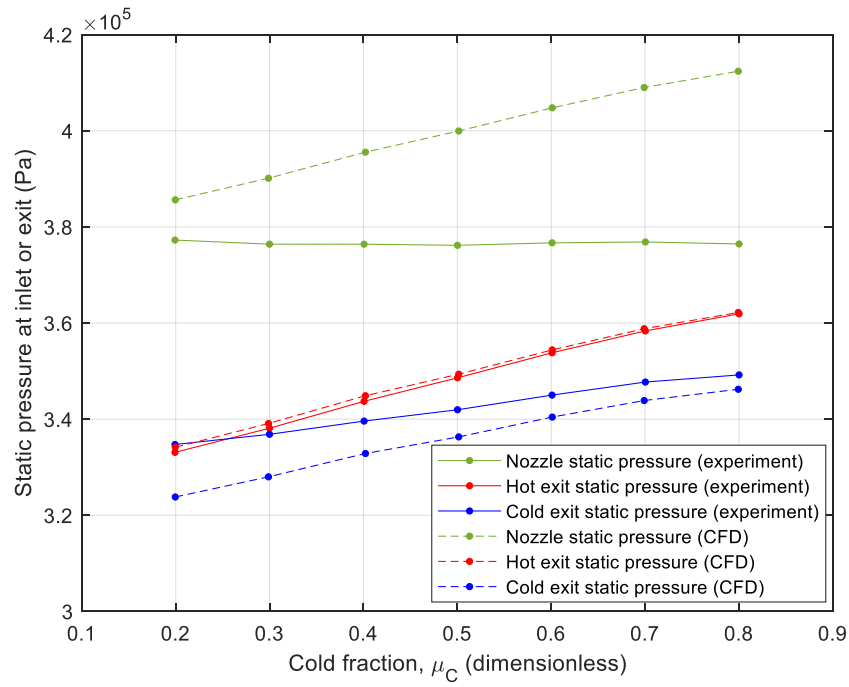 ×10⁵
4.2
4
3.8
3.6
3.4
3.2
3
Static pressure at inlet or exit (Pa)
Nozzle static pressure (experiment)
Hot exit static pressure (experiment)
Cold exit static pressure (experiment)
Nozzle static pressure (CFD)
Hot exit static pressure (CFD)
Cold exit static pressure (CFD)
0.1 0.2 0.3 0.4 0.5 0.6 0.7 0.8 0.9
Cold fraction, μ_C (dimensionless)